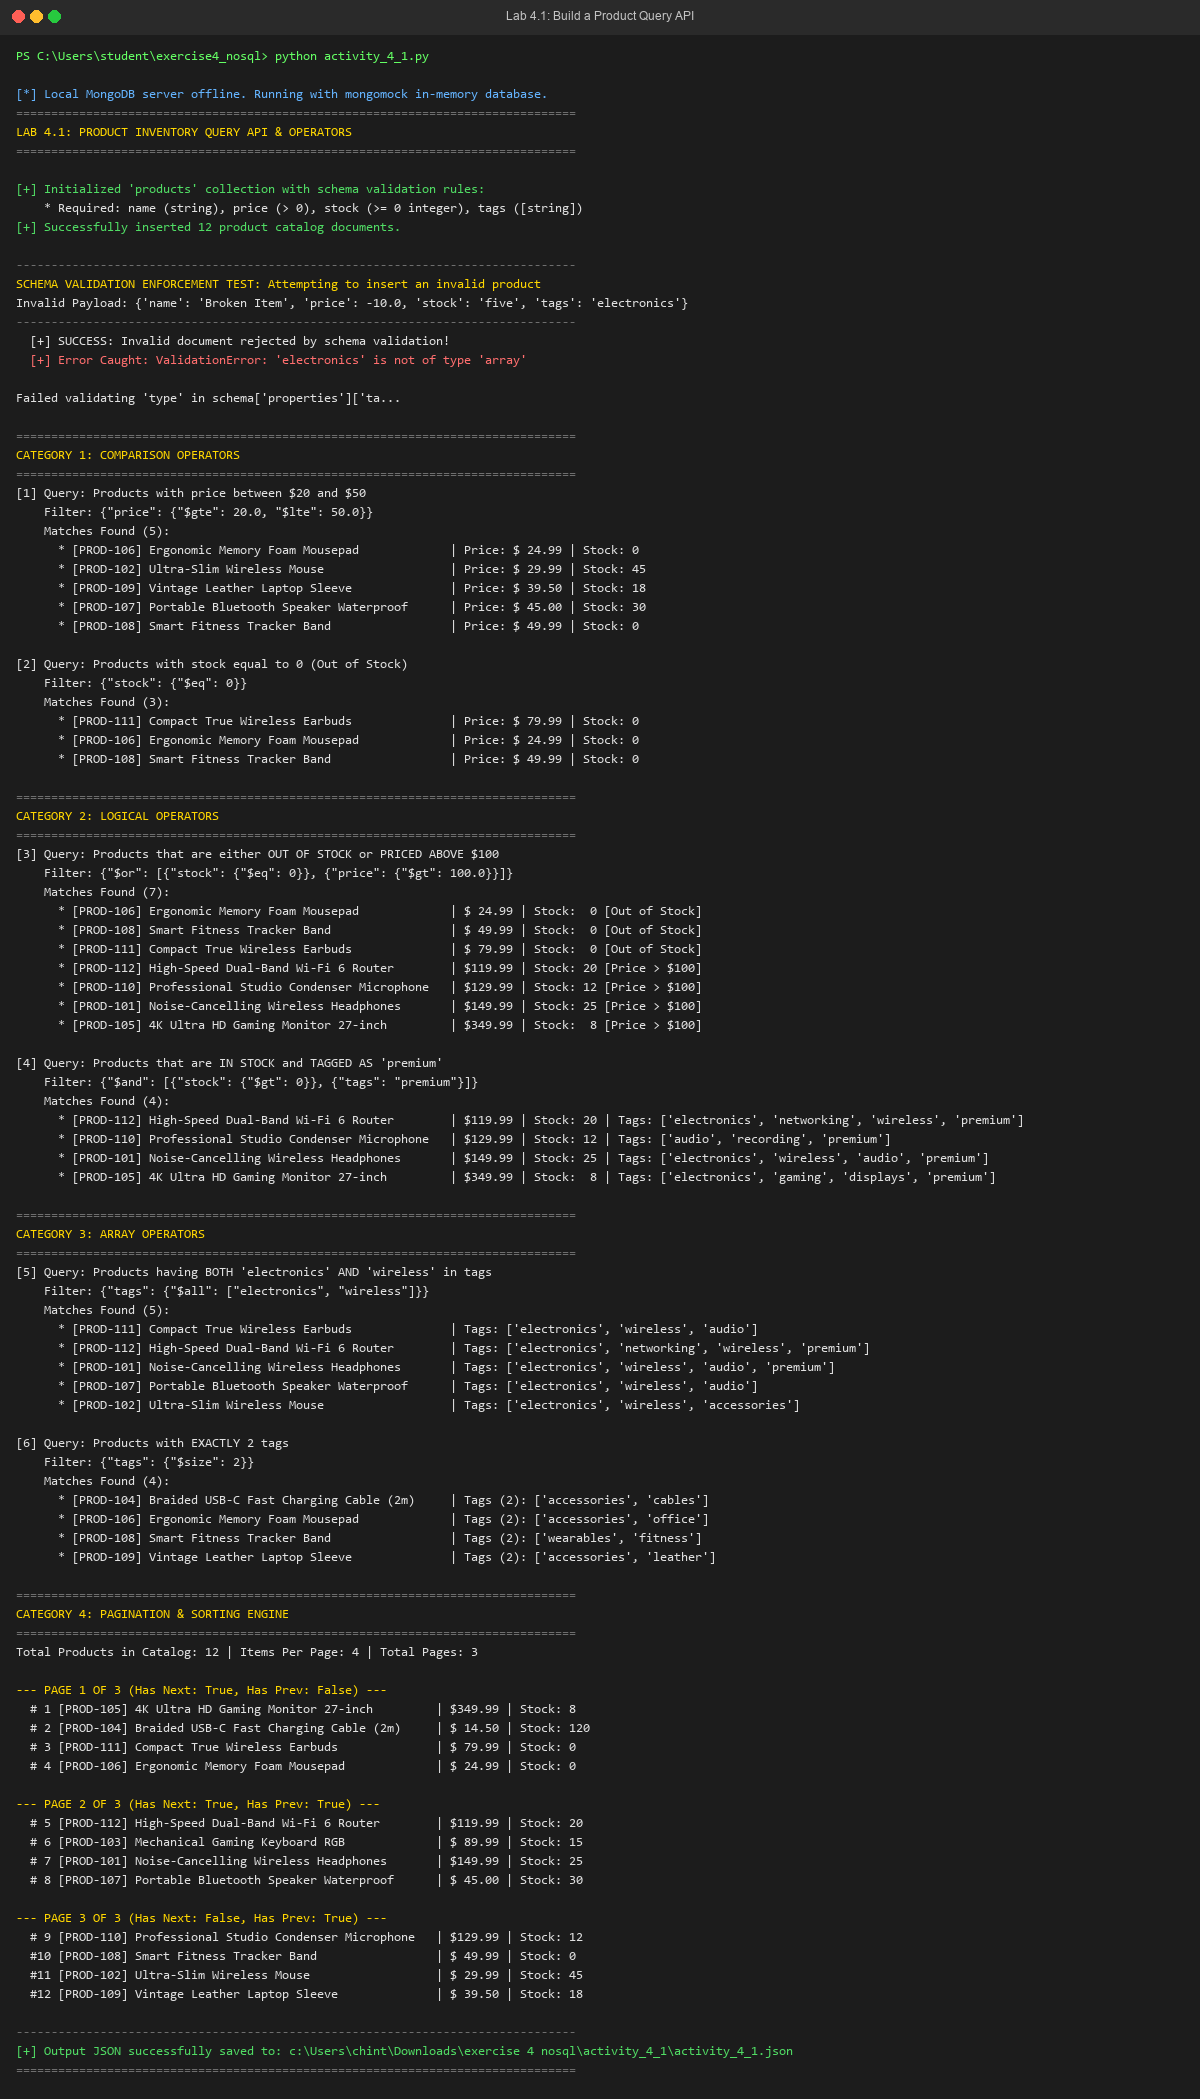 Lab 4.1: Build a Product Query API
PS C:\Users\student\exercise4_nosql> python activity_4_1.py
[*] Local MongoDB server offline. Running with mongomock in-memory database.
================================================================================
LAB 4.1: PRODUCT INVENTORY QUERY API & OPERATORS
================================================================================
[+] Initialized 'products' collection with schema validation rules:
    * Required: name (string), price (> 0), stock (>= 0 integer), tags ([string])
[+] Successfully inserted 12 product catalog documents.
--------------------------------------------------------------------------------
SCHEMA VALIDATION ENFORCEMENT TEST: Attempting to insert an invalid product
Invalid Payload: {'name': 'Broken Item', 'price': -10.0, 'stock': 'five', 'tags': 'electronics'}
--------------------------------------------------------------------------------
  [+] SUCCESS: Invalid document rejected by schema validation!
  [+] Error Caught: ValidationError: 'electronics' is not of type 'array'
Failed validating 'type' in schema['properties']['ta...
================================================================================
CATEGORY 1: COMPARISON OPERATORS
================================================================================
[1] Query: Products with price between $20 and $50
    Filter: {"price": {"$gte": 20.0, "$lte": 50.0}}
    Matches Found (5):
      * [PROD-106] Ergonomic Memory Foam Mousepad             | Price: $ 24.99 | Stock: 0
      * [PROD-102] Ultra-Slim Wireless Mouse                  | Price: $ 29.99 | Stock: 45
      * [PROD-109] Vintage Leather Laptop Sleeve              | Price: $ 39.50 | Stock: 18
      * [PROD-107] Portable Bluetooth Speaker Waterproof      | Price: $ 45.00 | Stock: 30
      * [PROD-108] Smart Fitness Tracker Band                 | Price: $ 49.99 | Stock: 0
[2] Query: Products with stock equal to 0 (Out of Stock)
    Filter: {"stock": {"$eq": 0}}
    Matches Found (3):
      * [PROD-111] Compact True Wireless Earbuds              | Price: $ 79.99 | Stock: 0
      * [PROD-106] Ergonomic Memory Foam Mousepad             | Price: $ 24.99 | Stock: 0
      * [PROD-108] Smart Fitness Tracker Band                 | Price: $ 49.99 | Stock: 0
================================================================================
CATEGORY 2: LOGICAL OPERATORS
================================================================================
[3] Query: Products that are either OUT OF STOCK or PRICED ABOVE $100
    Filter: {"$or": [{"stock": {"$eq": 0}}, {"price": {"$gt": 100.0}}]}
    Matches Found (7):
      * [PROD-106] Ergonomic Memory Foam Mousepad             | $ 24.99 | Stock:  0 [Out of Stock]
      * [PROD-108] Smart Fitness Tracker Band                 | $ 49.99 | Stock:  0 [Out of Stock]
      * [PROD-111] Compact True Wireless Earbuds              | $ 79.99 | Stock:  0 [Out of Stock]
      * [PROD-112] High-Speed Dual-Band Wi-Fi 6 Router        | $119.99 | Stock: 20 [Price > $100]
      * [PROD-110] Professional Studio Condenser Microphone   | $129.99 | Stock: 12 [Price > $100]
      * [PROD-101] Noise-Cancelling Wireless Headphones       | $149.99 | Stock: 25 [Price > $100]
      * [PROD-105] 4K Ultra HD Gaming Monitor 27-inch         | $349.99 | Stock:  8 [Price > $100]
[4] Query: Products that are IN STOCK and TAGGED AS 'premium'
    Filter: {"$and": [{"stock": {"$gt": 0}}, {"tags": "premium"}]}
    Matches Found (4):
      * [PROD-112] High-Speed Dual-Band Wi-Fi 6 Router        | $119.99 | Stock: 20 | Tags: ['electronics', 'networking', 'wireless', 'premium']
      * [PROD-110] Professional Studio Condenser Microphone   | $129.99 | Stock: 12 | Tags: ['audio', 'recording', 'premium']
      * [PROD-101] Noise-Cancelling Wireless Headphones       | $149.99 | Stock: 25 | Tags: ['electronics', 'wireless', 'audio', 'premium']
      * [PROD-105] 4K Ultra HD Gaming Monitor 27-inch         | $349.99 | Stock:  8 | Tags: ['electronics', 'gaming', 'displays', 'premium']
================================================================================
CATEGORY 3: ARRAY OPERATORS
================================================================================
[5] Query: Products having BOTH 'electronics' AND 'wireless' in tags
    Filter: {"tags": {"$all": ["electronics", "wireless"]}}
    Matches Found (5):
      * [PROD-111] Compact True Wireless Earbuds              | Tags: ['electronics', 'wireless', 'audio']
      * [PROD-112] High-Speed Dual-Band Wi-Fi 6 Router        | Tags: ['electronics', 'networking', 'wireless', 'premium']
      * [PROD-101] Noise-Cancelling Wireless Headphones       | Tags: ['electronics', 'wireless', 'audio', 'premium']
      * [PROD-107] Portable Bluetooth Speaker Waterproof      | Tags: ['electronics', 'wireless', 'audio']
      * [PROD-102] Ultra-Slim Wireless Mouse                  | Tags: ['electronics', 'wireless', 'accessories']
[6] Query: Products with EXACTLY 2 tags
    Filter: {"tags": {"$size": 2}}
    Matches Found (4):
      * [PROD-104] Braided USB-C Fast Charging Cable (2m)     | Tags (2): ['accessories', 'cables']
      * [PROD-106] Ergonomic Memory Foam Mousepad             | Tags (2): ['accessories', 'office']
      * [PROD-108] Smart Fitness Tracker Band                 | Tags (2): ['wearables', 'fitness']
      * [PROD-109] Vintage Leather Laptop Sleeve              | Tags (2): ['accessories', 'leather']
================================================================================
CATEGORY 4: PAGINATION & SORTING ENGINE
================================================================================
Total Products in Catalog: 12 | Items Per Page: 4 | Total Pages: 3
--- PAGE 1 OF 3 (Has Next: True, Has Prev: False) ---
  # 1 [PROD-105] 4K Ultra HD Gaming Monitor 27-inch         | $349.99 | Stock: 8
  # 2 [PROD-104] Braided USB-C Fast Charging Cable (2m)     | $ 14.50 | Stock: 120
  # 3 [PROD-111] Compact True Wireless Earbuds              | $ 79.99 | Stock: 0
  # 4 [PROD-106] Ergonomic Memory Foam Mousepad             | $ 24.99 | Stock: 0
--- PAGE 2 OF 3 (Has Next: True, Has Prev: True) ---
  # 5 [PROD-112] High-Speed Dual-Band Wi-Fi 6 Router        | $119.99 | Stock: 20
  # 6 [PROD-103] Mechanical Gaming Keyboard RGB             | $ 89.99 | Stock: 15
  # 7 [PROD-101] Noise-Cancelling Wireless Headphones       | $149.99 | Stock: 25
  # 8 [PROD-107] Portable Bluetooth Speaker Waterproof      | $ 45.00 | Stock: 30
--- PAGE 3 OF 3 (Has Next: False, Has Prev: True) ---
  # 9 [PROD-110] Professional Studio Condenser Microphone   | $129.99 | Stock: 12
  #10 [PROD-108] Smart Fitness Tracker Band                 | $ 49.99 | Stock: 0
  #11 [PROD-102] Ultra-Slim Wireless Mouse                  | $ 29.99 | Stock: 45
  #12 [PROD-109] Vintage Leather Laptop Sleeve              | $ 39.50 | Stock: 18
--------------------------------------------------------------------------------
[+] Output JSON successfully saved to: c:\Users\chint\Downloads\exercise 4 nosql\activity_4_1\activity_4_1.json
================================================================================